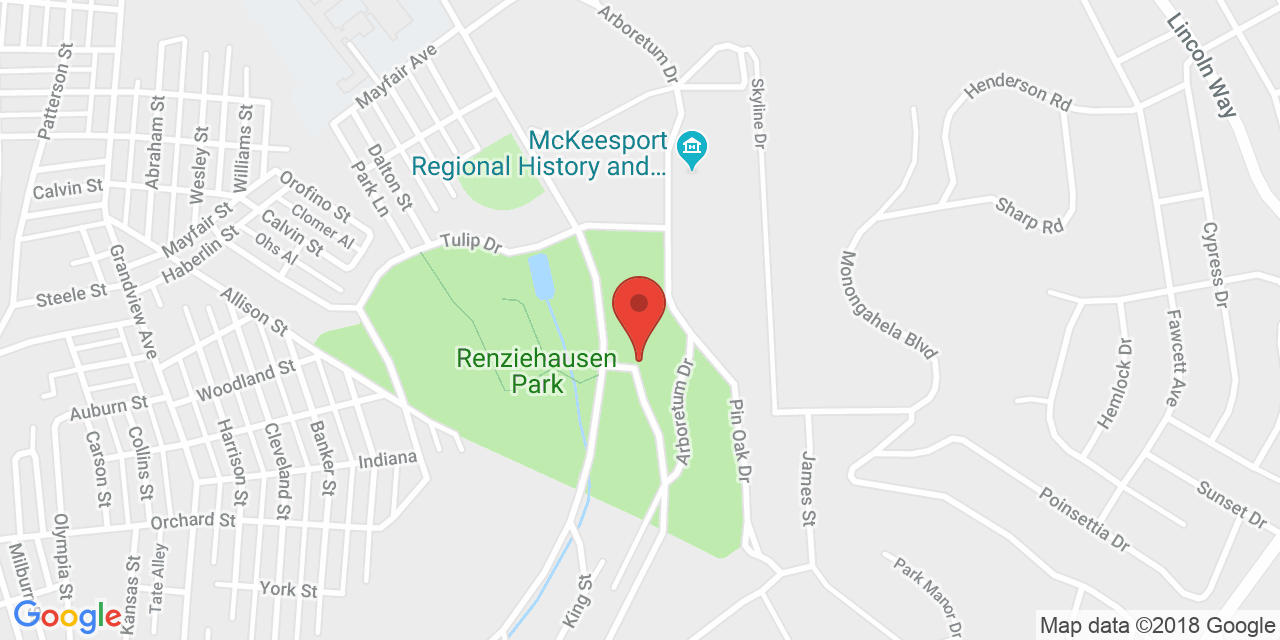 Arboretum Dr
Lincoln Way
Mayfair Ave
Patterson St
Skyline Dr
Henderson Rd
Abraham St
Williams St
Wesley St
McKeesport
Regional History and...
Dalton St
Park Ln
Calvin St
Orofino St
Clomer Al
Calvin St
Ohs Al
Mayfair St
Haberlin St
Sharp Rd
Tulip Dr
Cypress Dr
Grandview Ave
Steele St
Allison St
Monongahela Blvd
Fawcett Ave
Renziehausen
Park
Woodland St
Arboretum Dr
Hemlock Dr
Auburn St
Pin Oak Dr
Carson St
Collins St
Harrison St
Cleveland St
Banker St
Indiana
James St
Sunset Dr
Poinsettia Dr
Orchard St
Olympia St
Kansas St
Tate Alley
York St
King St
Park Manor Dr
Google
Map data ©2018 Google